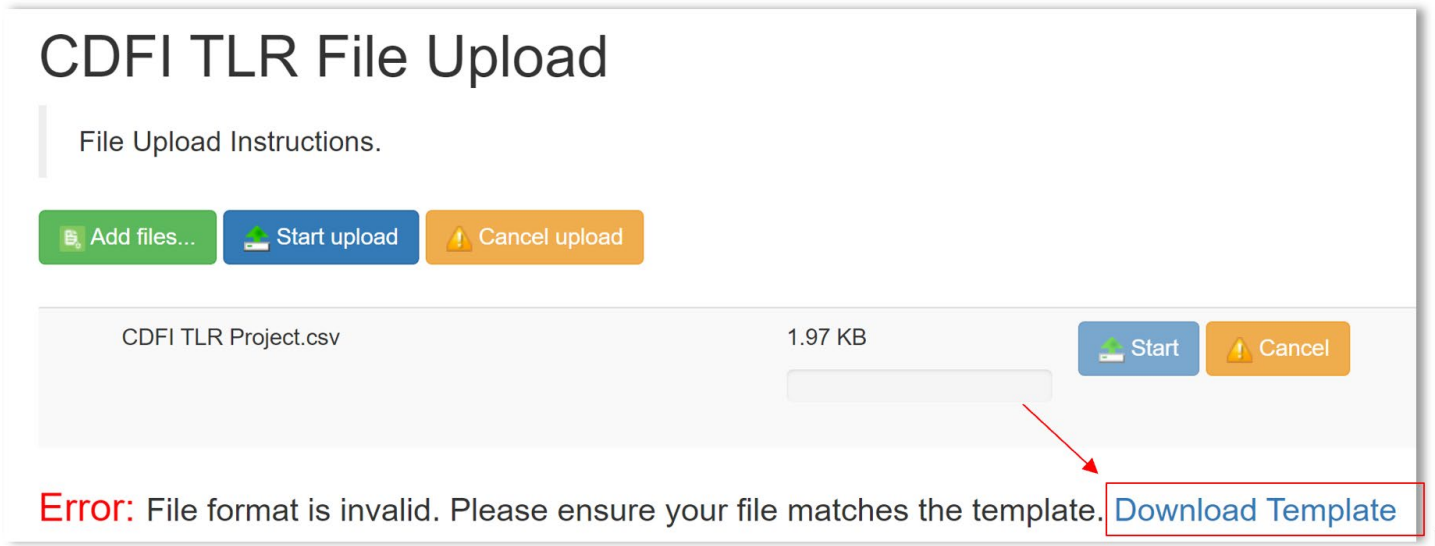 CDFI TLR File Upload
File Upload Instructions.
Add files... Start upload Cancel upload
CDFI TLR Project.csv 1.97 KB Start Cancel
Error: File format is invalid. Please ensure your file matches the template. Download Template